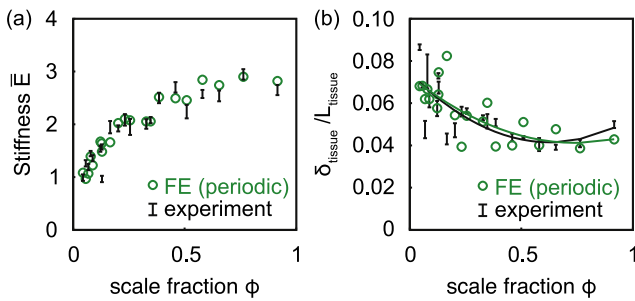 (a)
Stiffness E̅
4
3
2
1
0
FE (periodic)
experiment
0
0.5
1
scale fraction ϕ
(b)
δtissue/Ltissue
0.10
0.08
0.06
0.04
0.02
0
FE (periodic)
experiment
0
0.5
1
scale fraction ϕ